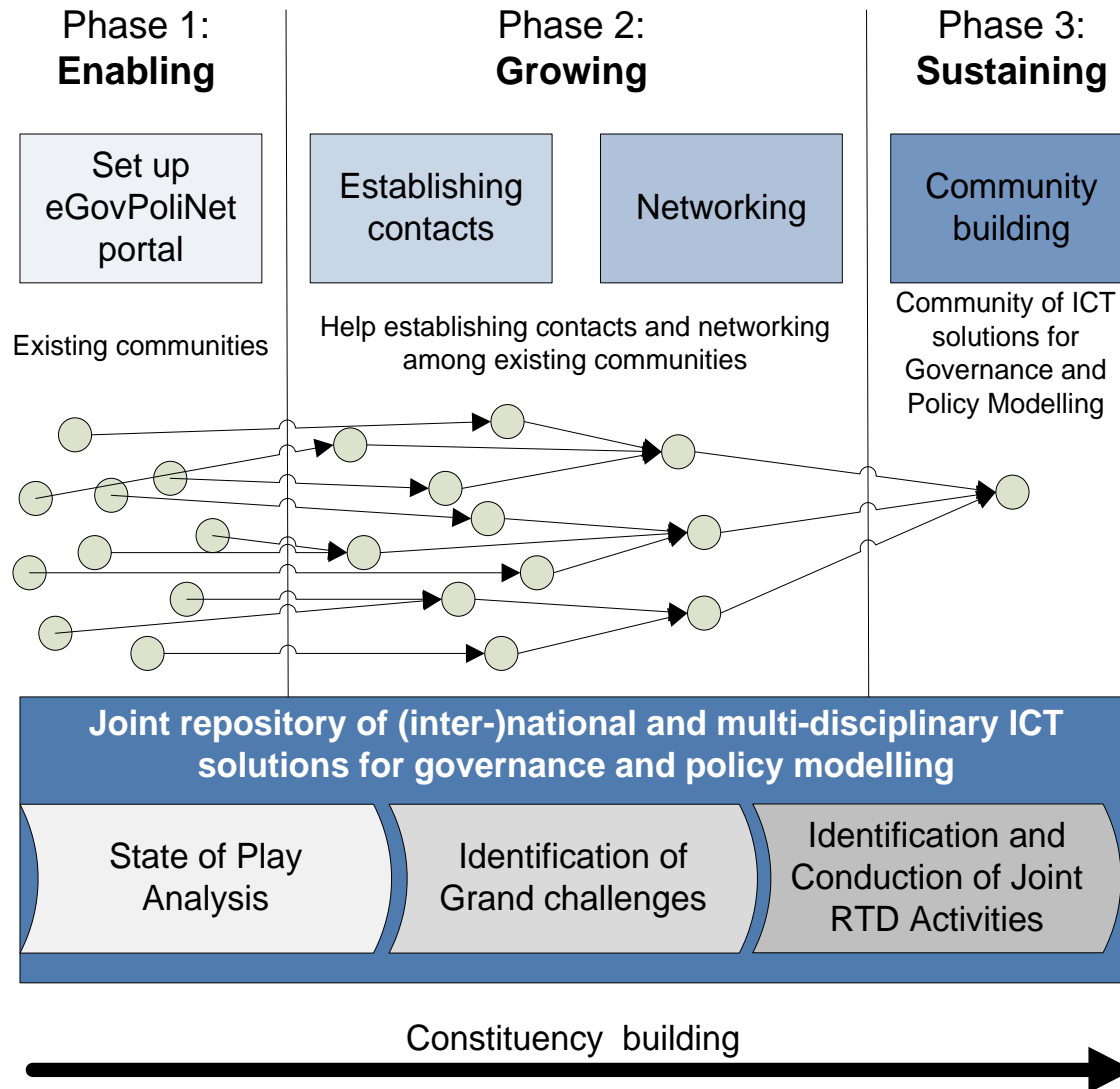 Phase 1:
Enabling
Phase 2:
Growing
Phase 3:
Sustaining
Set up
eGovPoliNet
portal
Establishing
contacts
Networking
Community
building
Existing communities
Help establishing contacts and networking
among existing communities
Community of ICT
solutions for
Governance and
Policy Modelling
Joint repository of (inter-)national and multi-disciplinary ICT
solutions for governance and policy modelling
State of Play
Analysis
Identification of
Grand challenges
Identification and
Conduction of Joint
RTD Activities
Constituency building